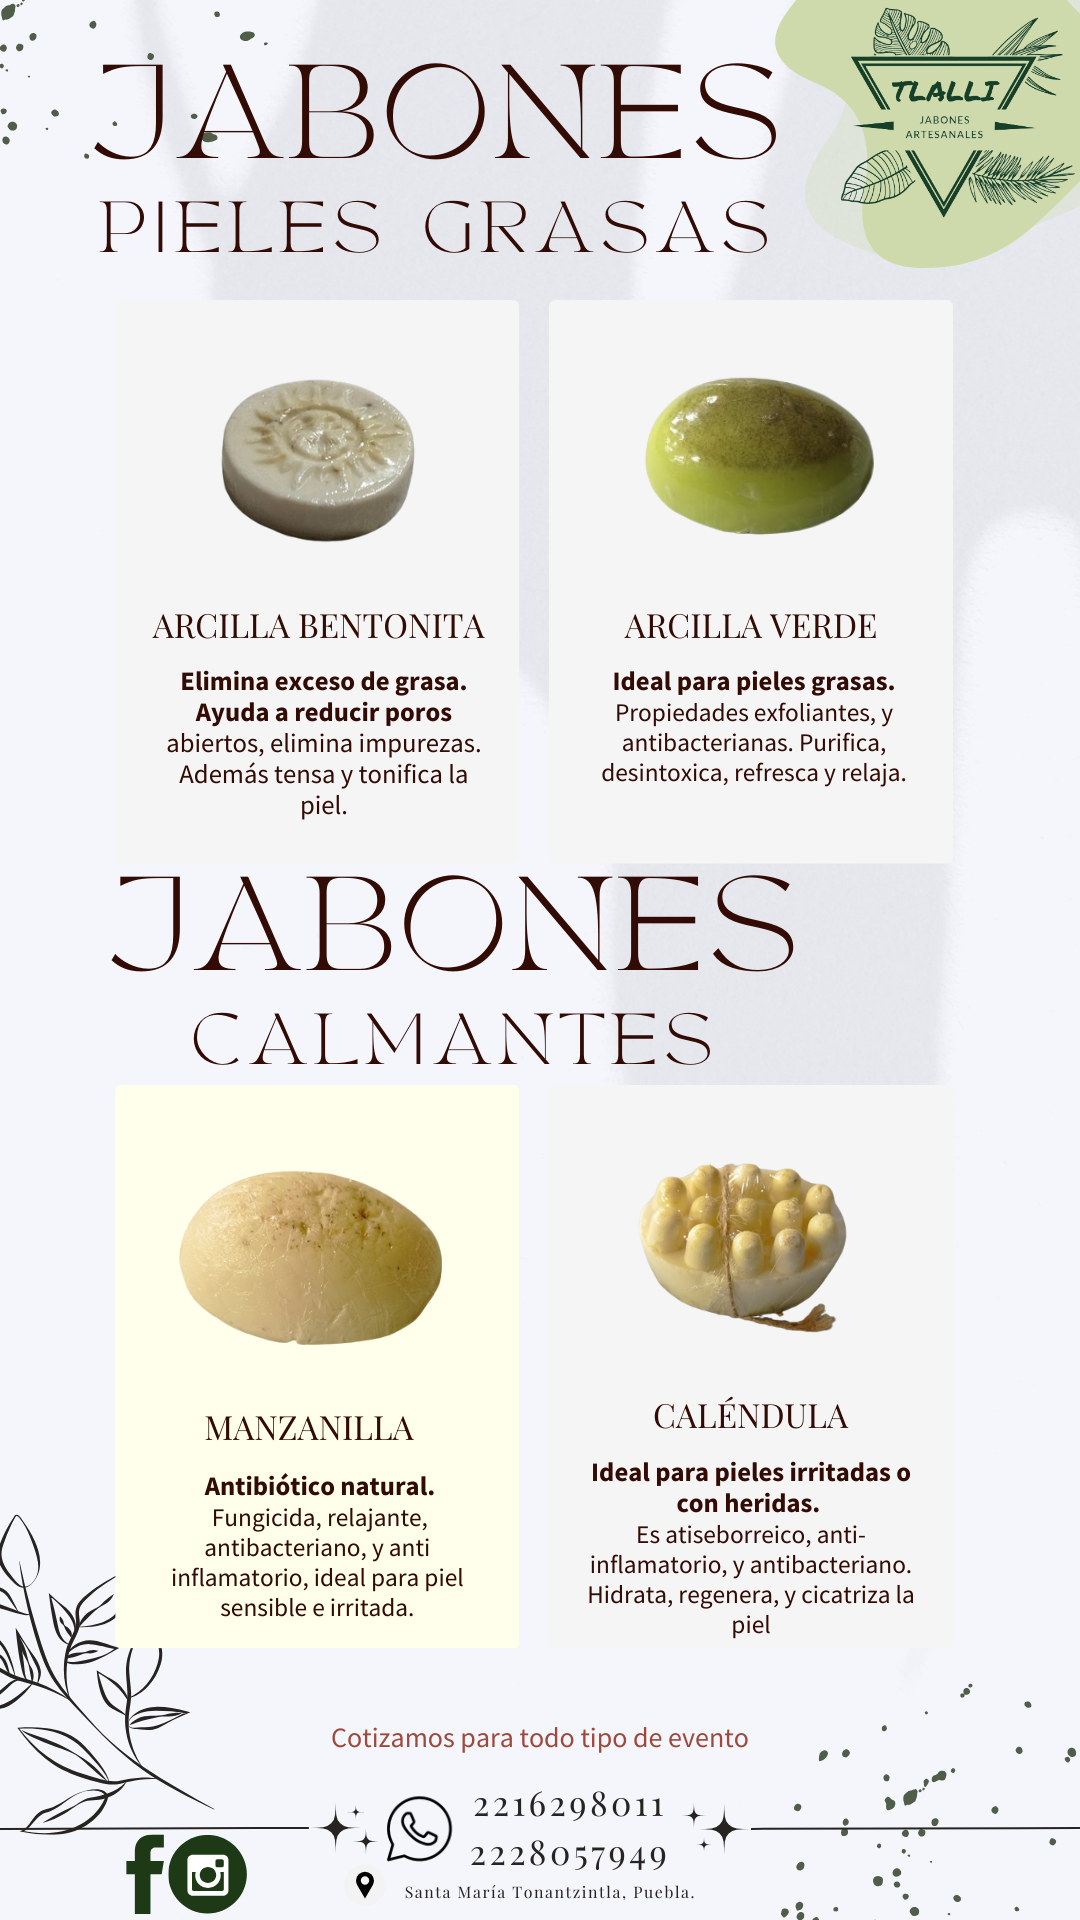 JABONES
PIELES GRASAS
TLALLI
JABONES
ARTESANALES
ARCILLA BENTONITA
Elimina exceso de grasa.
Ayuda a reducir poros
abiertos, elimina impurezas.
Además tensa y tonifica la
piel.
ARCILLA VERDE
Ideal para pieles grasas.
Propiedades exfoliantes, y
antibacterianas. Purifica,
desintoxica, refresca y relaja.
JABONES
CALMANTES
MANZANILLA
Antibiótico natural.
Fungicida, relajante,
antibacteriano, y anti
inflamatorio, ideal para piel
sensible e irritada.
CALÉNDULA
Ideal para pieles irritadas o
con heridas.
Es atiseborreico, anti-
inflamatorio, y antibacteriano.
Hidrata, regenera, y cicatriza la
piel
Cotizamos para todo tipo de evento
2216298011
2228057949
Santa María Tonantzintla, Puebla.